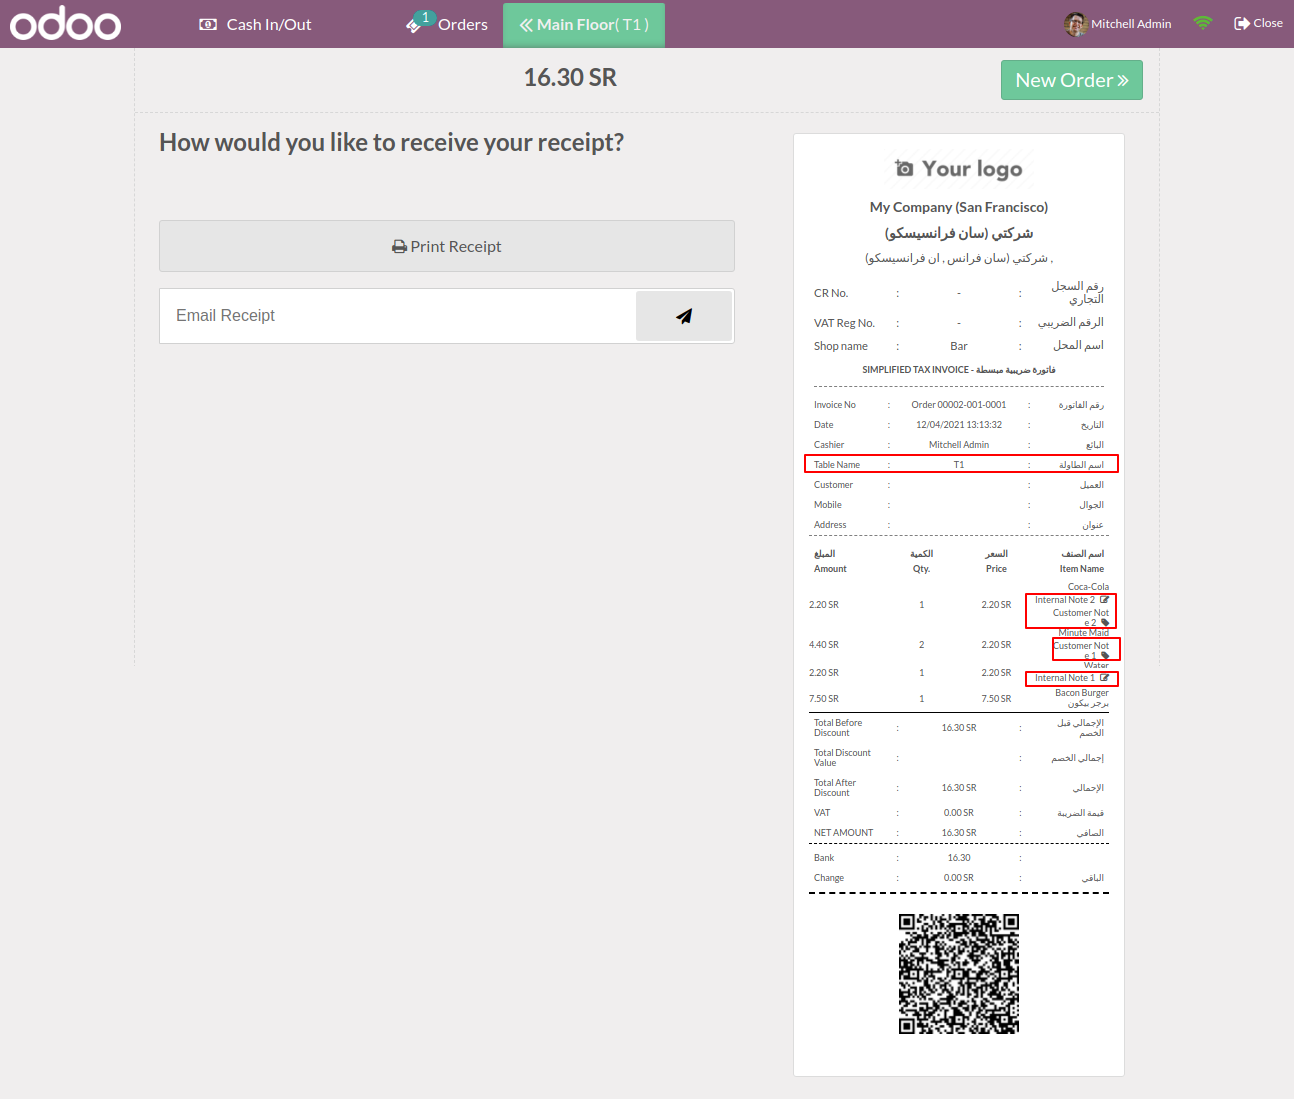 odoo
Cash In/Out
1
Orders
Main Floor( T1 )
Mitchell Admin
Close
16.30 SR
New Order
How would you like to receive your receipt?
Print Receipt
Email Receipt
Your logo
My Company (San Francisco)
شركتي (سان فرانسيسكو)
شركتي (سان فرانس , ان فرانسيسكو) ,
CR No. : - : رقم السجل التجاري
VAT Reg No. : - : الرقم الضريبي
Shop name : Bar : اسم المحل
SIMPLIFIED TAX INVOICE - فاتورة ضريبية مبسطة
Invoice No : Order 00002-001-0001 : رقم الفاتورة
Date : 12/04/2021 13:13:32 : التاريخ
Cashier : Mitchell Admin : البائع
Table Name : T1 : اسم الطاولة
Customer : : العميل
Mobile : : الجوال
Address : : عنوان
المبلغ الكمية السعر اسم الصنف
Amount Qty. Price Item Name
Coca-Cola
2.20 SR 1 2.20 SR Internal Note 2
Customer Not
e 2
Minute Maid
4.40 SR 2 2.20 SR Customer Not
e 1
Water
2.20 SR 1 2.20 SR Internal Note 1
Bacon Burger
7.50 SR 1 7.50 SR برجر بيكون
Total Before Discount : 16.30 SR : الإجمالي قبل الخصم
Total Discount Value : : إجمالي الخصم
Total After Discount : 16.30 SR : الإجمالي
VAT : 0.00 SR : قيمة الضريبة
NET AMOUNT : 16.30 SR : الصافي
Bank : 16.30 :
Change : 0.00 SR : الباقي